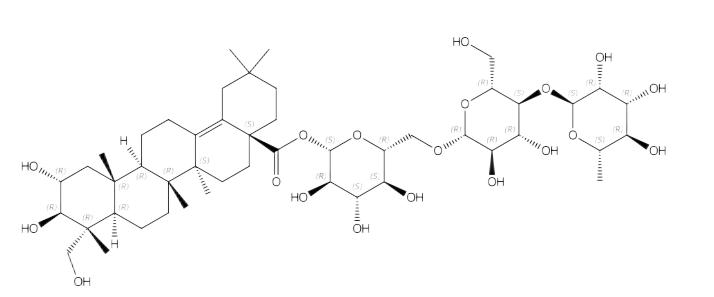 HO
OH
(R) (R)
O (R) OH
O (S) (S)
(S)
(R) (R) (R)
O O O
H (S) (R) (R) (S)
O OH OH
(S)
HO (R) (R)
(R) (R) (S)
O OH
(R) (S)
HO OH
(R) (R)
(R)
HO OH
H
OH